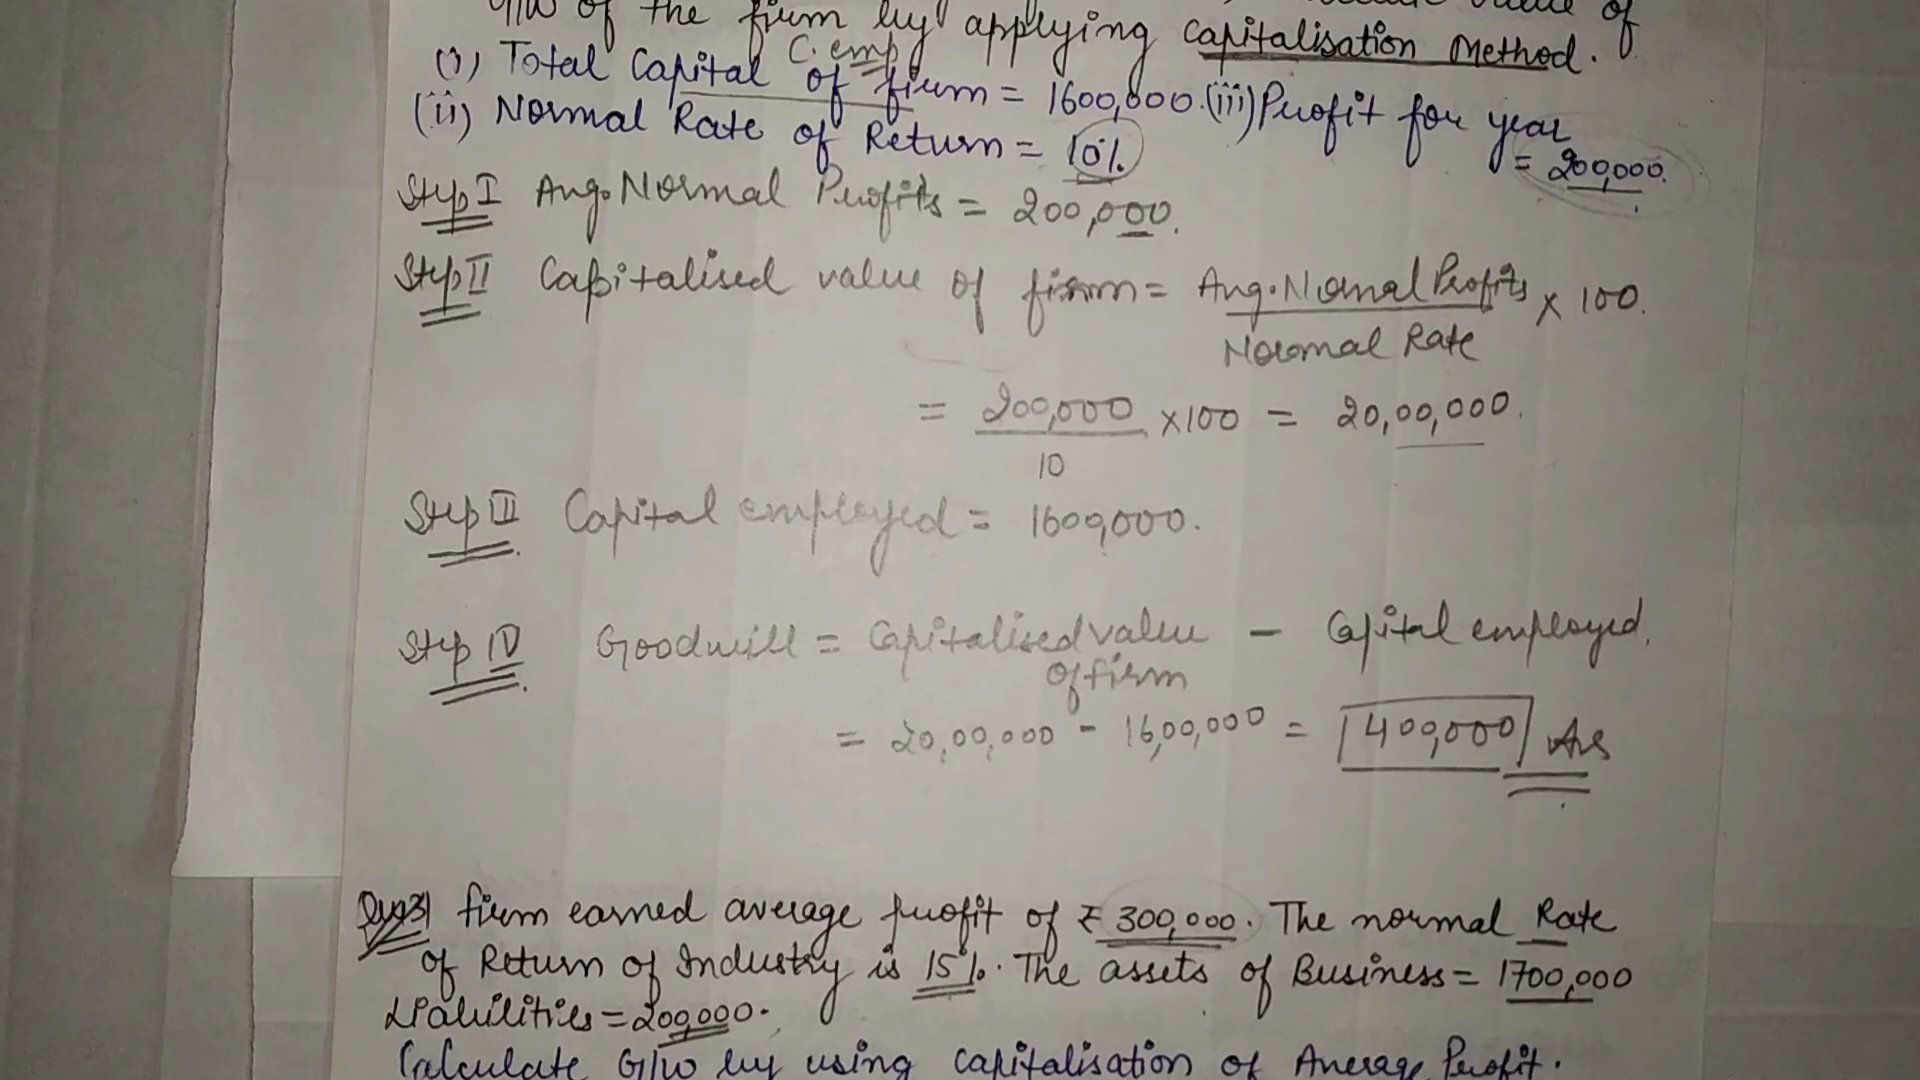 of the firm by applying Capitalisation Method.
C. emp
(i) Total Capital of firm = 1600,000. (iii) Profit for year
= 200,000.
(ii) Normal Rate of Return = 10%
Step I Avg. Normal Profits = 200,000.
Step II Capitalised value of firm = Avg. Normal Profits x 100.
Normal Rate
= 200,000 x100 = 20,00,000.
10
Step III Capital employed = 1600,000.
Step IV Goodwill = Capitalised value - Capital employed.
of firm
= 20,00,000 - 16,00,000 = 400,000 Ans
Ques3 firm earned average profit of ₹ 300,000. The normal Rate
of Return of Industry is 15%. The assets of Business = 1700,000
Liabilities = 200,000.
Calculate G/W by using Capitalisation of Average Profit.